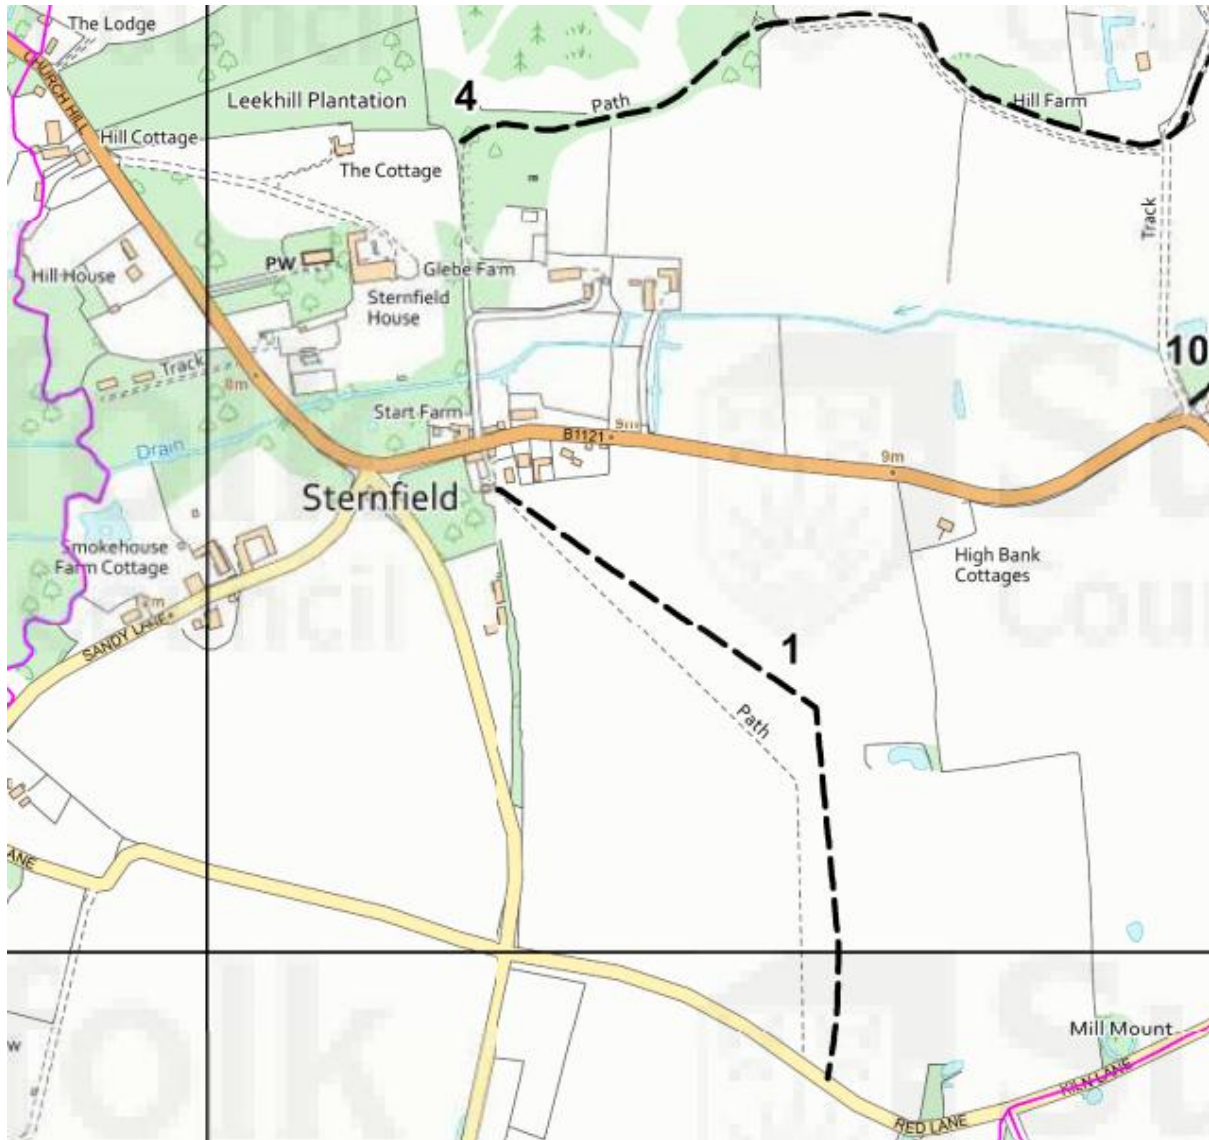 The Lodge
CHURCH HILL
Leekhill Plantation
4
Path
Hill Farm
Hill Cottage
The Cottage
Track
PW
Glebe Farm
Hill House
Sternfield
House
10
Track
8m
Start Farm
9m
B1121
Drain
9m
Sternfield
Smokehouse
Farm Cottage
High Bank
Cottages
2m
SANDY LANE
1
Path
ANE
Mill Mount
W
KILN LANE
RED LANE